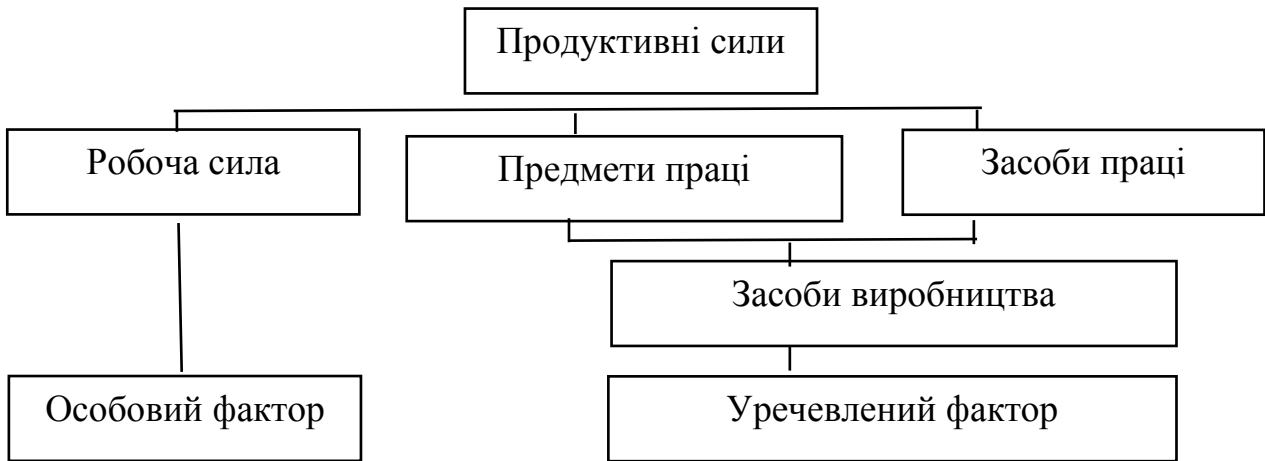 Продуктивні сили
Робоча сила
Предмети праці
Засоби праці
Засоби виробництва
Особовий фактор
Уречевлений фактор